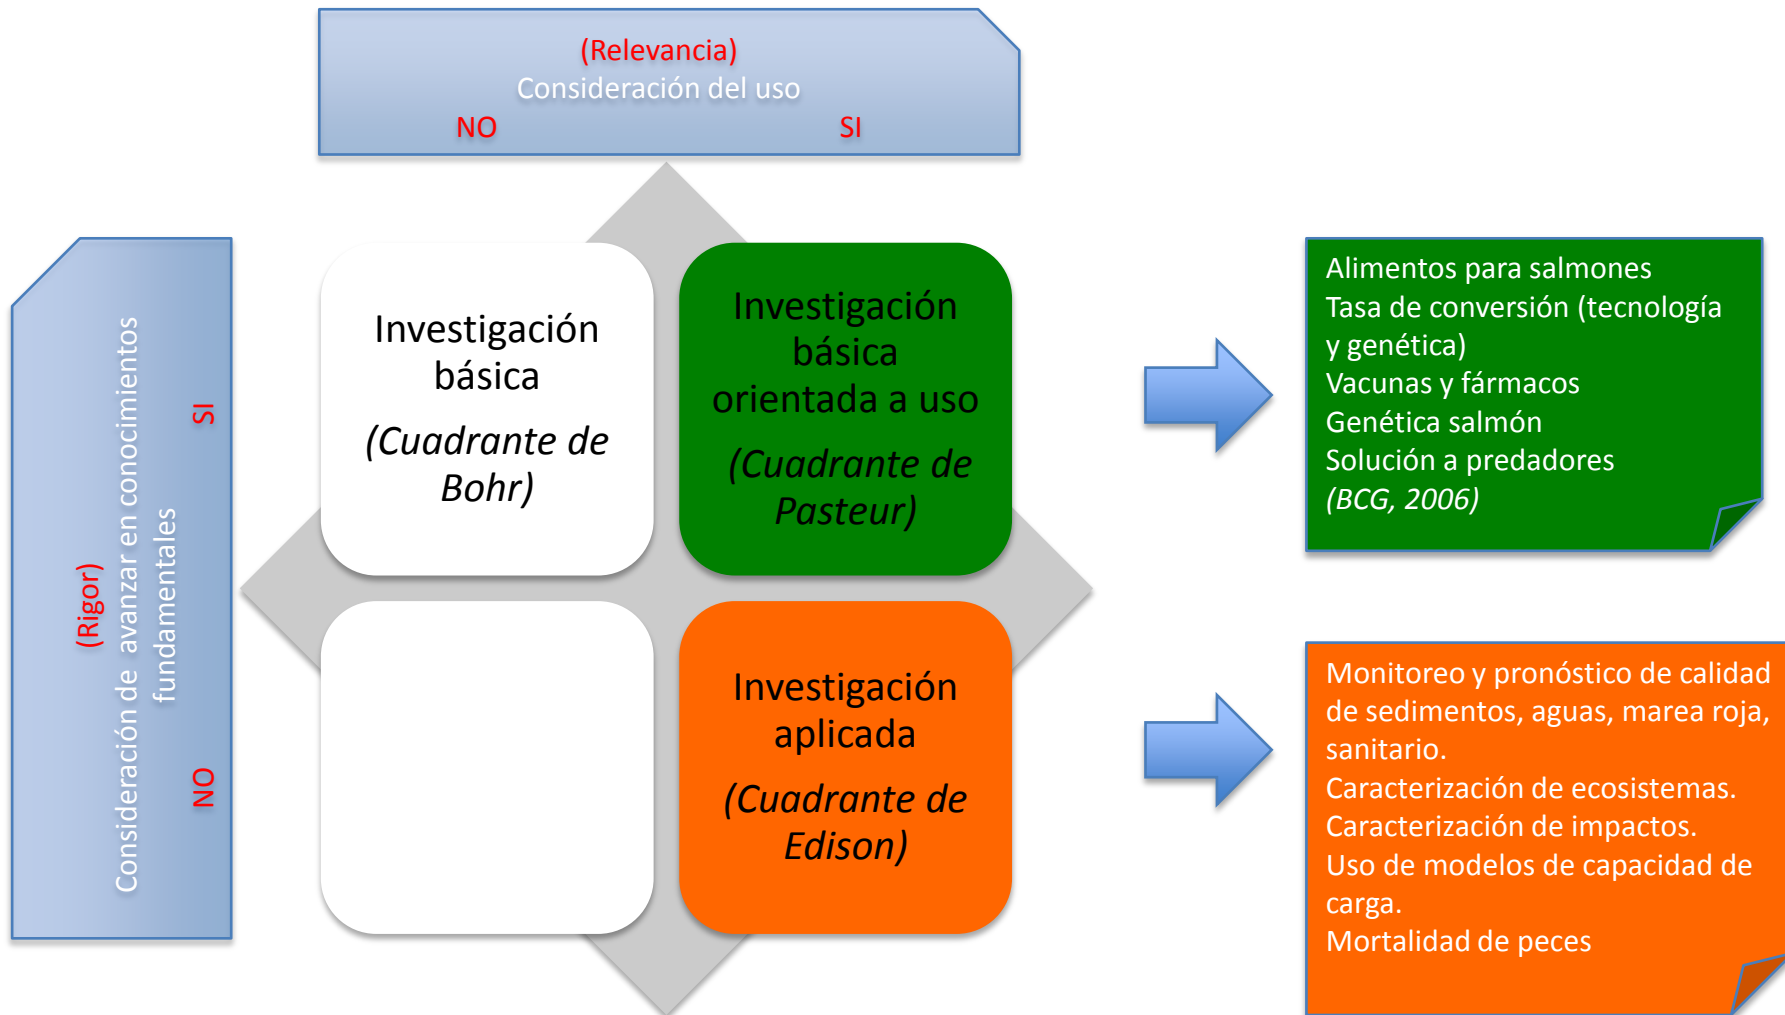 (Relevancia)
Consideración del uso
NO SI
(Rigor)
Consideración de  avanzar en conocimientos
fundamentales
NO SI
Investigación
básica
(Cuadrante de
Bohr)
Investigación
básica
orientada a uso
(Cuadrante de
Pasteur)
Investigación
aplicada
(Cuadrante de
Edison)
Alimentos para salmones
Tasa de conversión (tecnología
y genética)
Vacunas y fármacos
Genética salmón
Solución a predadores
(BCG, 2006)
Monitoreo y pronóstico de calidad
de sedimentos, aguas, marea roja,
sanitario.
Caracterización de ecosistemas.
Caracterización de impactos.
Uso de modelos de capacidad de
carga.
Mortalidad de peces